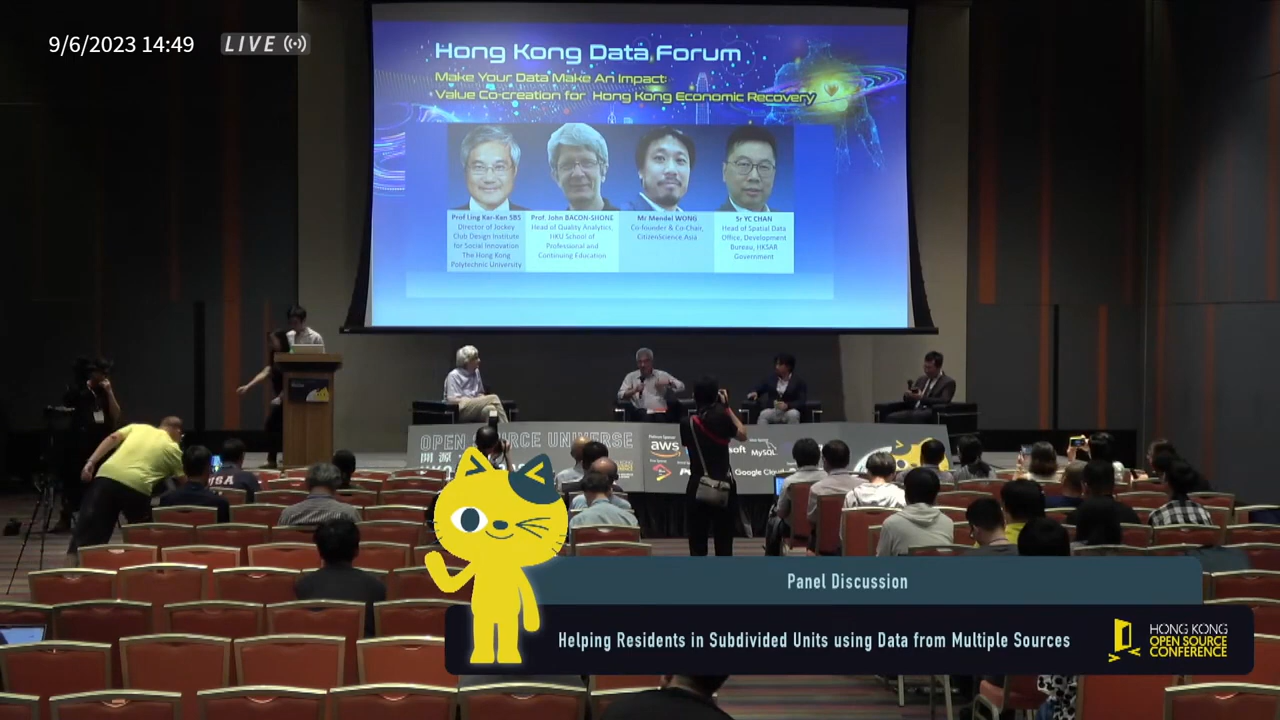 9/6/2023 14:49
LIVE
Hong Kong Data Forum
Make Your Data Make An Impact:
Value Co-creation for Hong Kong Economic Recovery
Prof Ling Kar-Kan SBS
Director of Jockey
Club Design Institute
for Social Innovation
The Hong Kong
Polytechnic University
Prof. John BACON-SHONE
Head of Quality Analytics,
HKU School of
Professional and
Continuing Education
Mr Mendel WONG
Co-founder & Co-Chair,
CitizenScience Asia
Sr YC CHAN
Head of Spatial Data
Office, Development
Bureau, HKSAR
Government
OPEN SOURCE UNIVERSE
aws
soft
MySQL
Google Cloud
USA
Panel Discussion
Helping Residents in Subdivided Units using Data from Multiple Sources
HONG KONG
OPEN SOURCE
CONFERENCE